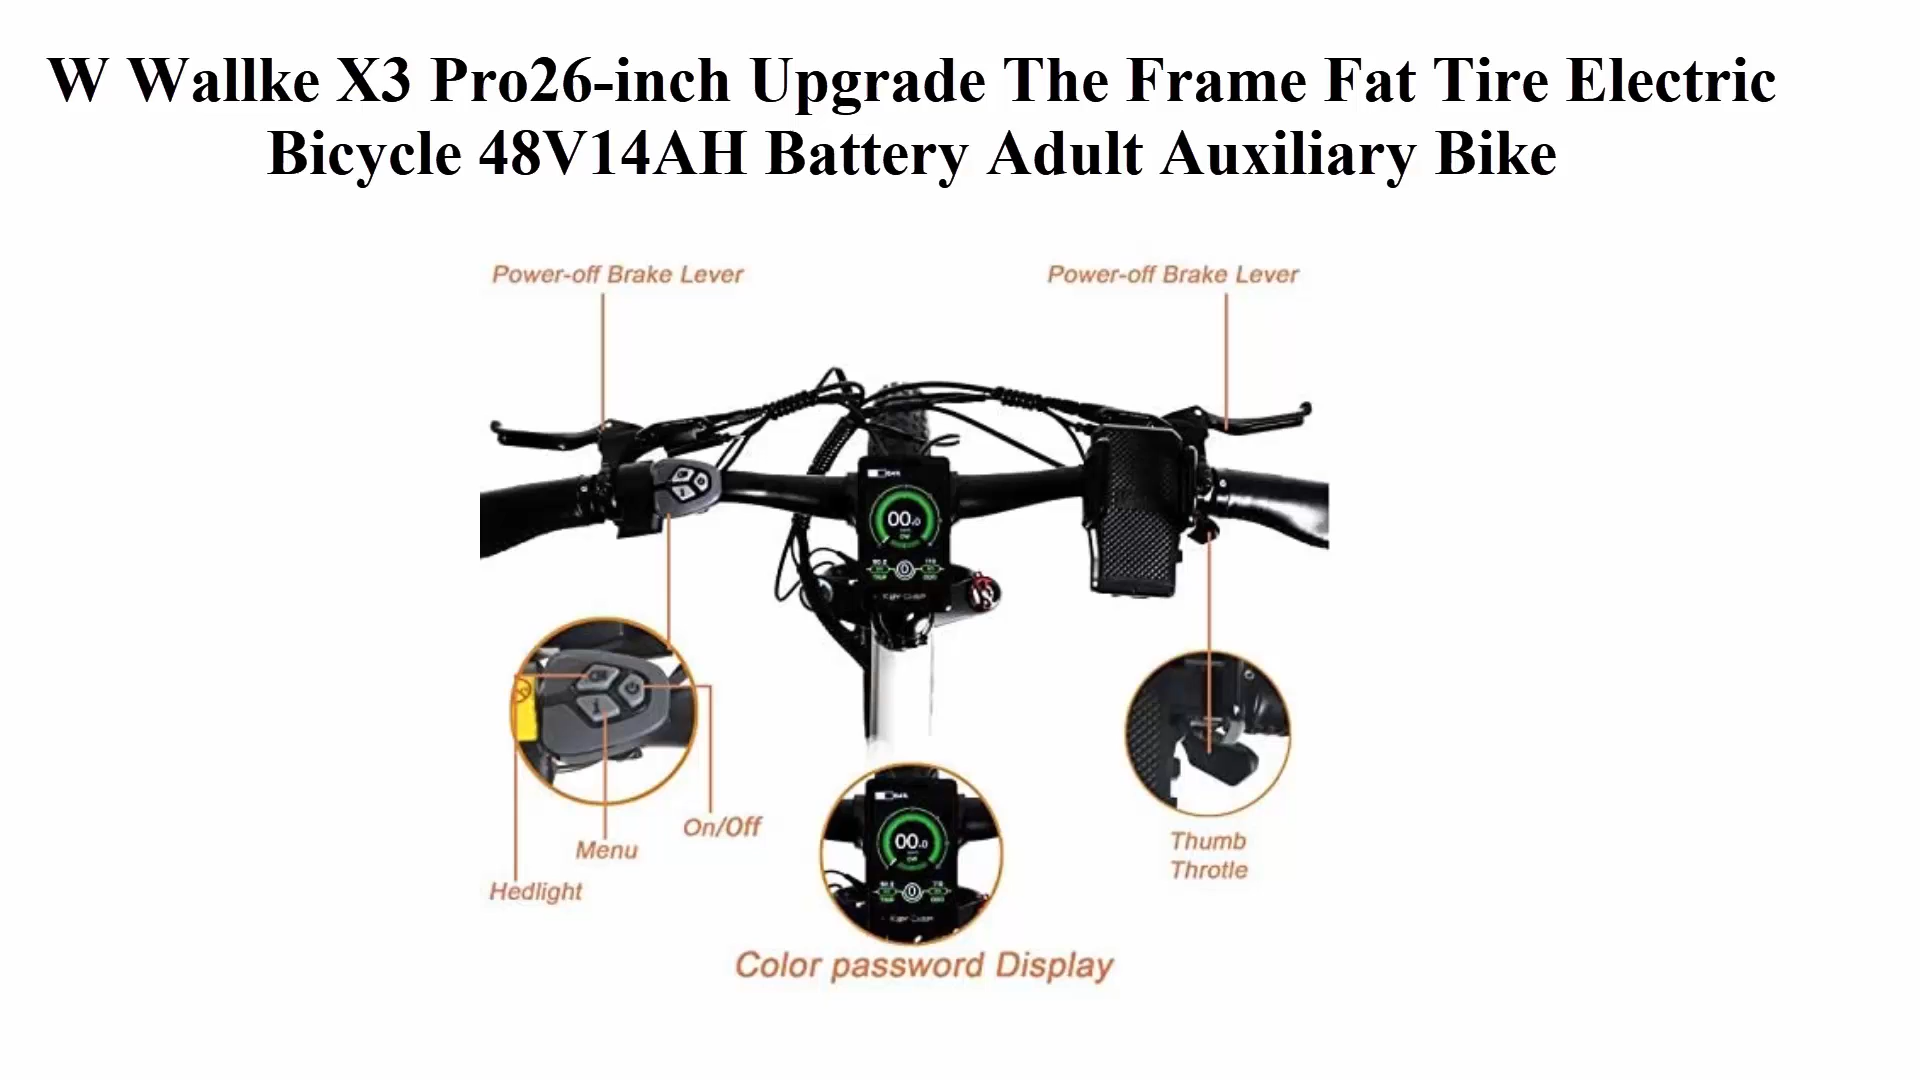 W Wallke X3 Pro26-inch Upgrade The Frame Fat Tire Electric
Bicycle 48V14AH Battery Adult Auxiliary Bike
Power-off Brake Lever
Power-off Brake Lever
00.0
On/Off
Menu
Hedlight
00.0
Thumb
Throtle
Color password Display